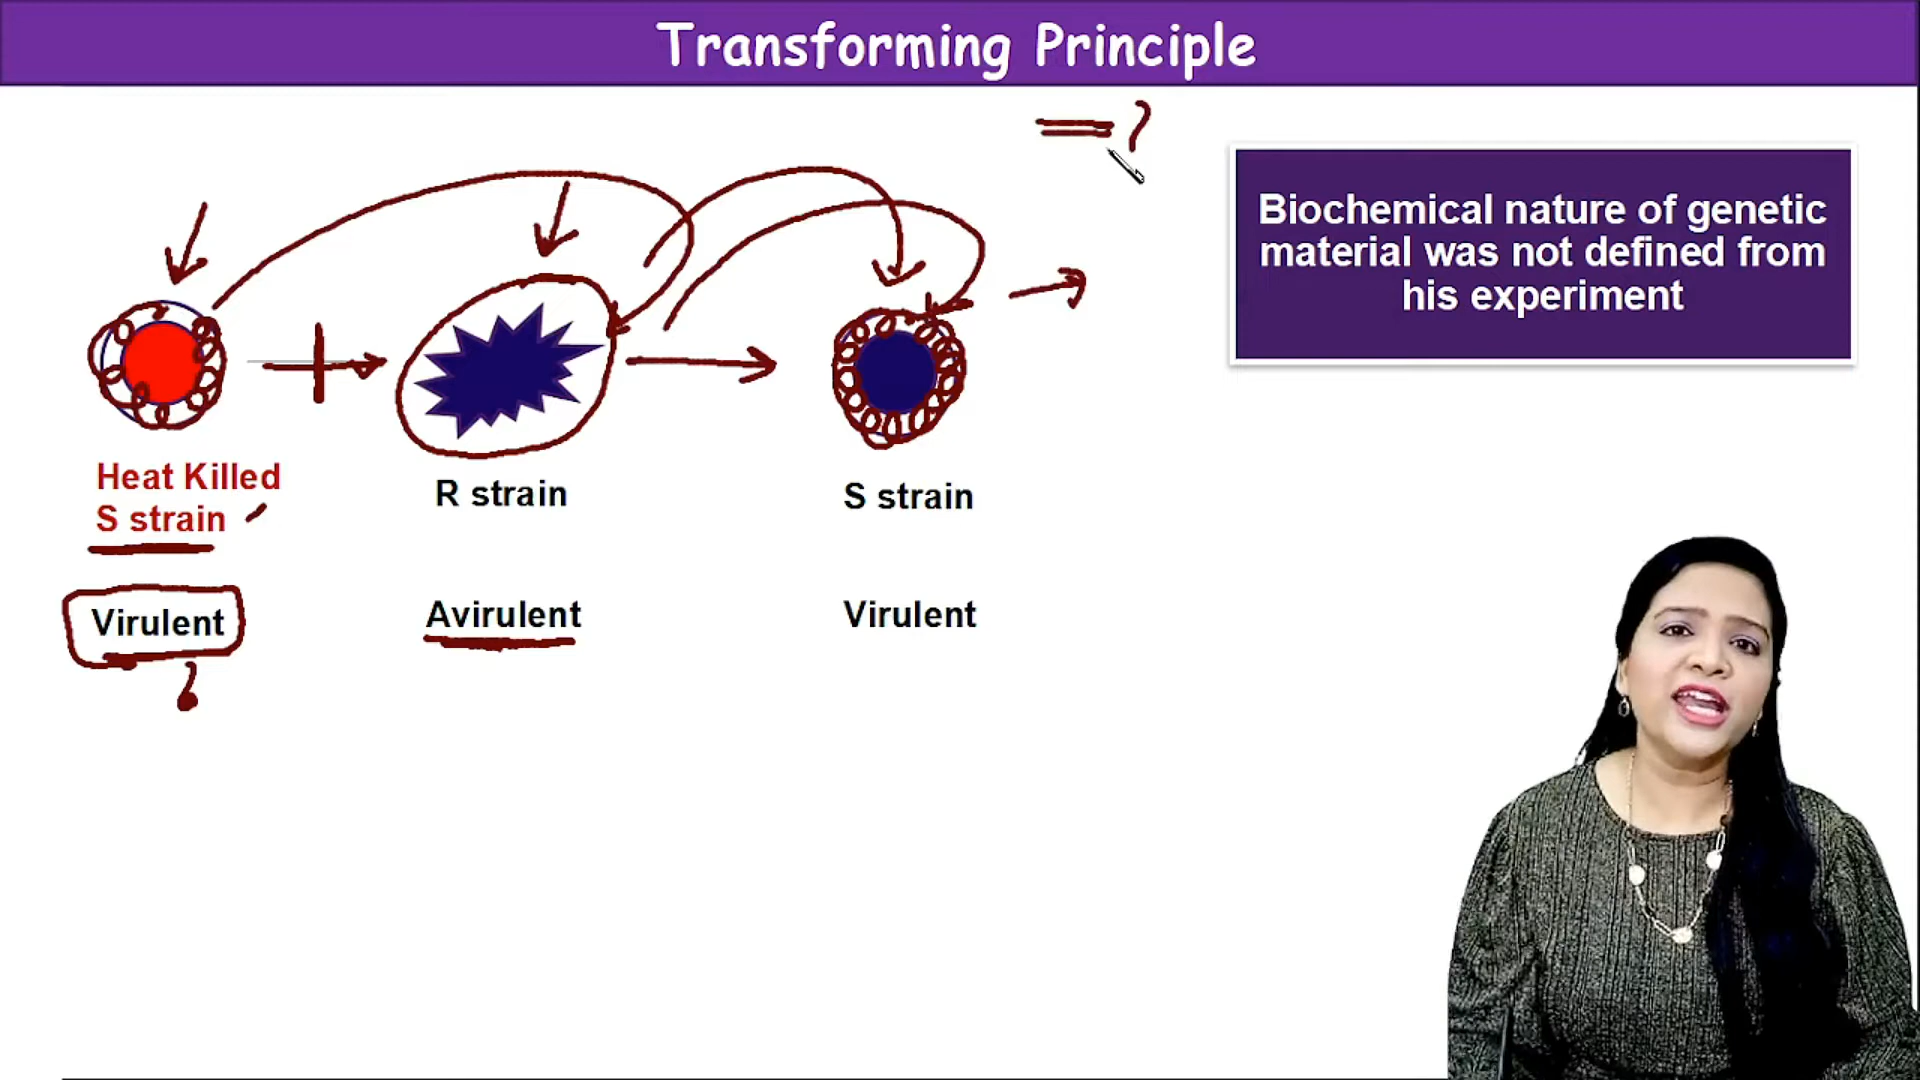 Transforming Principle
= ?
Biochemical nature of genetic
material was not defined from
his experiment
+
Heat Killed
S strain
R strain
S strain
Virulent
Avirulent
Virulent